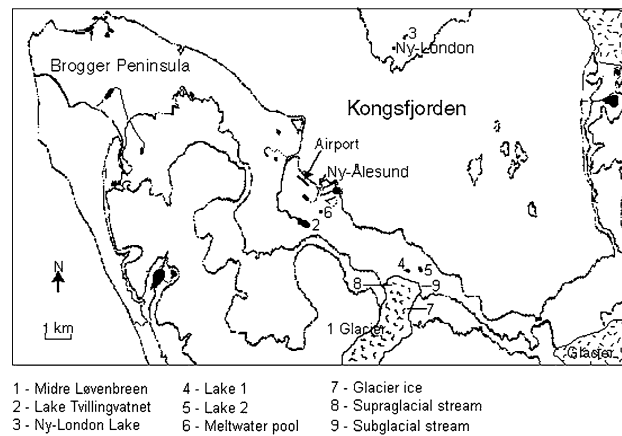 3
Ny-London
Brogger Peninsula
Kongsfjorden
Airport
Ny-Ålesund
6
2
N
4 5
8 9
7
1 km
1 Glacier
Glacier
1 - Midre Løvenbreen
2 - Lake Tvillingvatnet
3 - Ny-London Lake
4 - Lake 1
5 - Lake 2
6 - Meltwater pool
7 - Glacier ice
8 - Supraglacial stream
9 - Subglacial stream